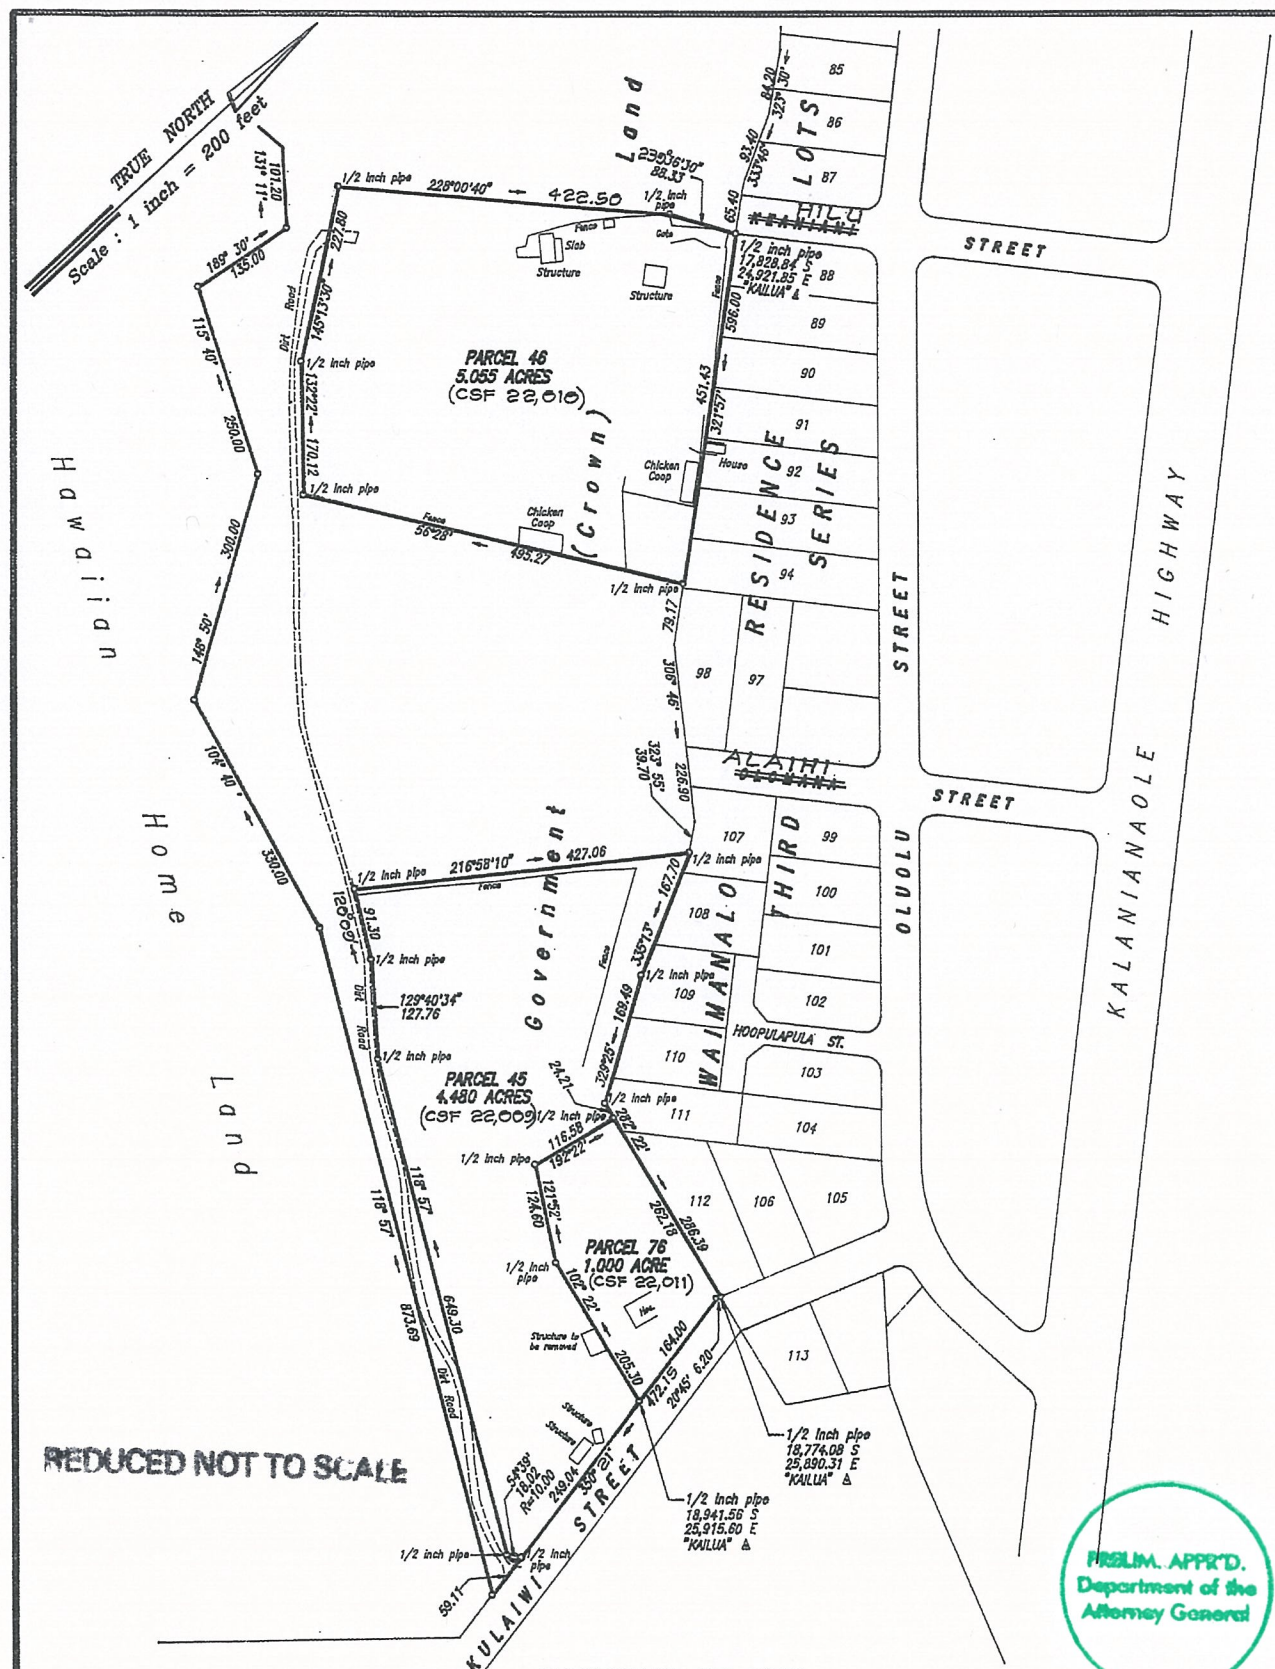 TRUE NORTH
Scale : 1 inch = 200 feet
101.20
131° 11'
189° 30'
135.00
115° 40'
250.00
300.00
148° 50'
104° 40'
330.00
118° 57'
873.69
Hawaiian
Home
Land
1/2 inch pipe
228°00'40"
422.50
1/2 inch
pipe
239°36'30"
88.33
Land
84.20
323° 30'
93.40
333°46'
65.40
LOTS
85
86
87
HILU
KEANIANI
STREET
Fence
Slab
Structure
Gate
Structure
227.60
145°13'30"
Dirt
Road
1/2 inch pipe
17,828.84 S
24,921.85 E
"KAILUA"
Fence
596.00
451.43
321°57'
88
89
90
91
92
93
94
1/2 inch pipe
132°22'
170.12
1/2 inch pipe
PARCEL 46
5.055 ACRES
(CSF 22,010)
(Crown)
Chicken
Coop
House
Chicken
Coop
Fence
56°28'
495.27
1/2 inch pipe
RESIDENCE
SERIES
79.17
98
97
306° 46'
226.90
323° 55'
39.70
ALAIHI
OLOMANA
STREET
STREET
OLUOLU
KALANIANAOLE
HIGHWAY
Government
1/2 inch pipe
216°58'10"
427.06
Fence
1/2 inch pipe
107
THIRD
99
100
101
102
108
109
110
WAIMANALO
HOOPULAPULA ST.
103
104
111
167.70
335°13'
1/2 inch pipe
169.49
329°25'
Fence
120°09'
91.30
1/2 inch pipe
129°40'34"
127.76
Dirt
Road
1/2 inch pipe
PARCEL 45
4.480 ACRES
(CSF 22,009)
24.21
1/2 inch pipe
1/2 inch pipe
282° 22'
116.58
192°22'
1/2 inch pipe
121°52'
124.60
1/2 inch
pipe
112
106
105
262.18
286.39
PARCEL 76
1.000 ACRE
(CSF 22,011)
Hse.
102° 22'
205.30
Structure to
be removed
118° 57'
649.30
Dirt Road
164.00
472.15
20°45' 6.20
113
1/2 inch pipe
18,774.08 S
25,890.31 E
"KAILUA"
Structure
Structure
54°39'
18.02
R=10.00
249.04
350°21'
1/2 inch pipe
18,941.56 S
25,915.60 E
"KAILUA"
1/2 inch pipe
1/2 inch
pipe
59.11
KULAIWI STREET
REDUCED NOT TO SCALE
PRELIM. APPR'D.
Department of the
Attorney General